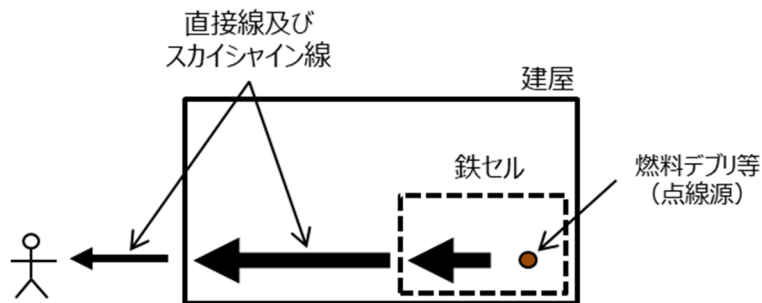 直接線及び
スカイシャイン線
建屋
鉄セル
燃料デブリ等
（点線源）